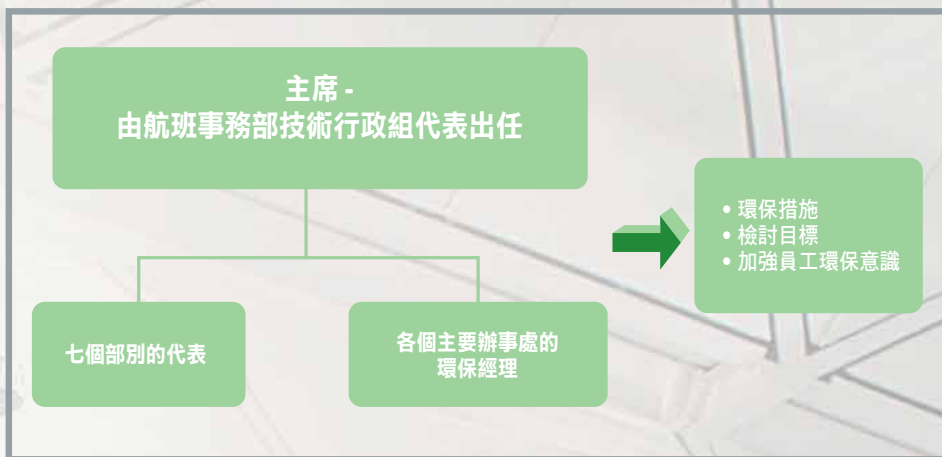 主席 -
由航班事務部技術行政組代表出任
• 環保措施
• 檢討目標
• 加強員工環保意識
七個部別的代表
各個主要辦事處的
環保經理